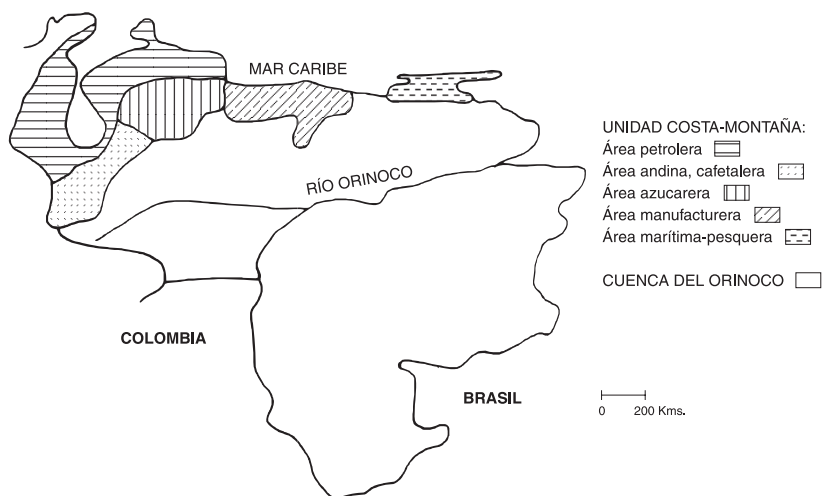 MAR CARIBE
RÍO ORINOCO
COLOMBIA
BRASIL
UNIDAD COSTA-MONTAÑA:
Área petrolera
Área andina, cafetalera
Área azucarera
Área manufacturera
Área marítima-pesquera
CUENCA DEL ORINOCO
0 200 Kms.